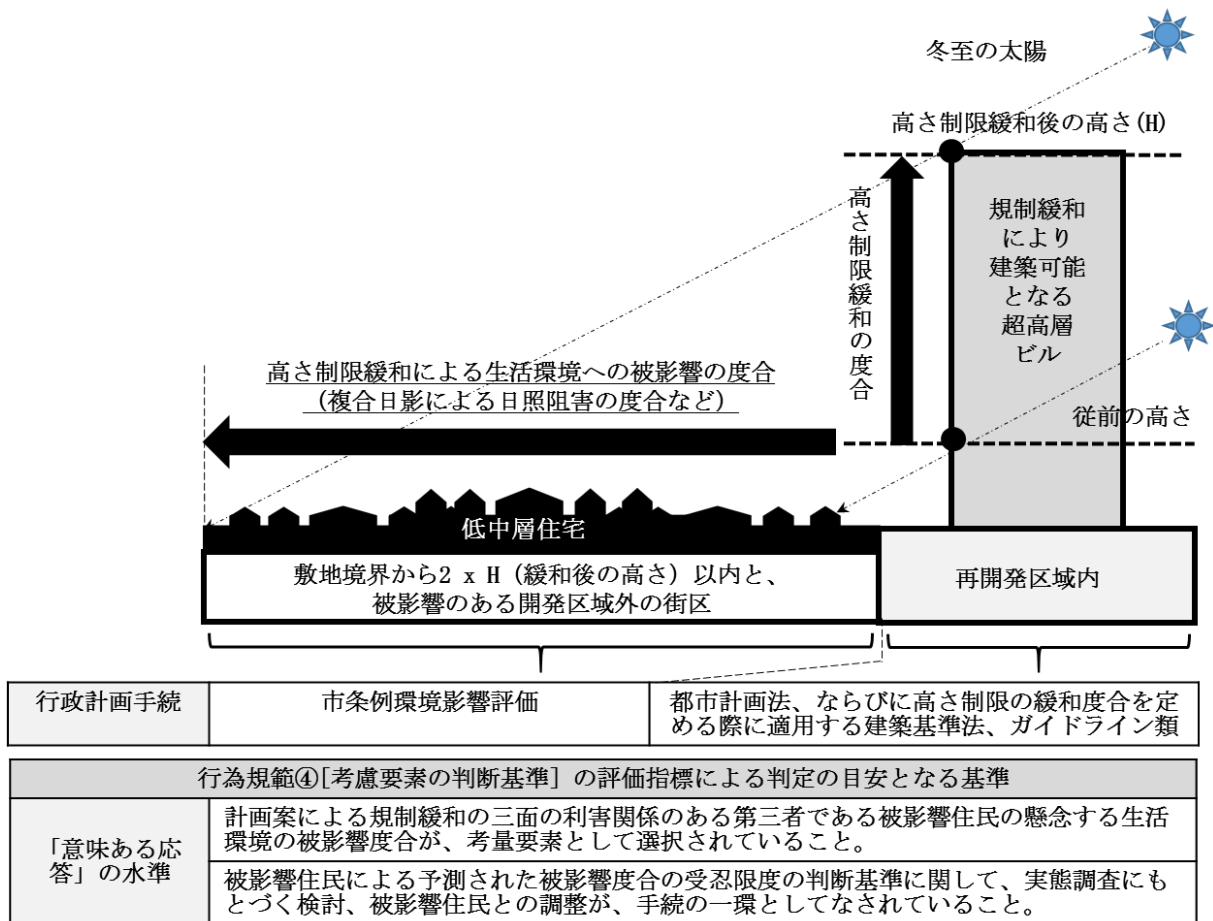 冬至の太陽
高さ制限緩和後の高さ(H)
高さ制限緩和の度合
規制緩和
により
建築可能
となる
超高層
ビル
従前の高さ
高さ制限緩和による生活環境への被影響の度合
（複合日影による日照阻害の度合など）
低中層住宅
敷地境界から2 x H（緩和後の高さ）以内と、
被影響のある開発区域外の街区
再開発区域内
行政計画手続
市条例環境影響評価
都市計画法、ならびに高さ制限の緩和度合を定
める際に適用する建築基準法、ガイドライン類
行為規範④[考慮要素の判断基準］の評価指標による判定の目安となる基準
「意味ある応
答」の水準
計画案による規制緩和の三面の利害関係のある第三者である被影響住民の懸念する生活
環境の被影響度合が、考量要素として選択されていること。
被影響住民による予測された被影響度合の受忍限度の判断基準に関して、実態調査にも
とづく検討、被影響住民との調整が、手続の一環としてなされていること。